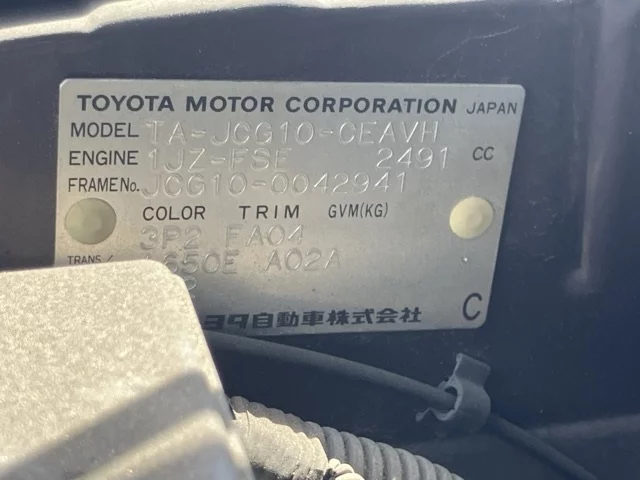 TOYOTA MOTOR CORPORATION JAPAN
MODEL TA-JCG10-CEAVH
ENGINE 1JZ-FSE 2491 CC
FRAME No. JCG10-0042941
COLOR TRIM GVM(KG)
3P2 FA04
TRANS/ A650E A02A
ヨタ自動車株式会社 C